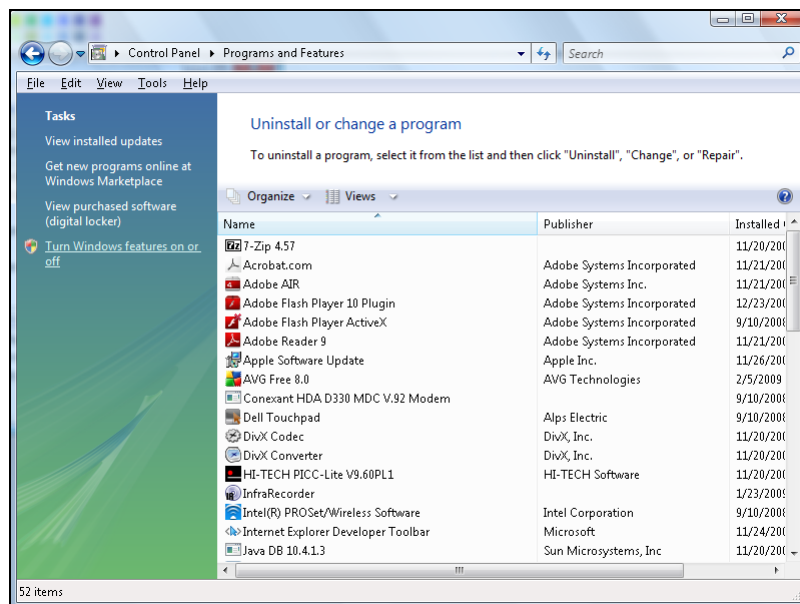 Control Panel Programs and Features Search
File Edit View Tools Help
Tasks
View installed updates
Get new programs online at
Windows Marketplace
View purchased software
(digital locker)
Turn Windows features on or
off
Uninstall or change a program
To uninstall a program, select it from the list and then click "Uninstall", "Change", or "Repair".
Organize Views
Name Publisher Installed
7-Zip 4.57 11/20/200
Acrobat.com Adobe Systems Incorporated 11/21/200
Adobe AIR Adobe Systems Inc. 11/21/200
Adobe Flash Player 10 Plugin Adobe Systems Incorporated 12/23/200
Adobe Flash Player ActiveX Adobe Systems Incorporated 9/10/2008
Adobe Reader 9 Adobe Systems Incorporated 11/21/200
Apple Software Update Apple Inc. 11/26/200
AVG Free 8.0 AVG Technologies 2/5/2009
Conexant HDA D330 MDC V.92 Modem 9/10/2008
Dell Touchpad Alps Electric 9/10/2008
DivX Codec DivX, Inc. 11/20/200
DivX Converter DivX, Inc. 11/20/200
HI-TECH PICC-Lite V9.60PL1 HI-TECH Software 11/20/200
InfraRecorder 1/23/2009
Intel(R) PROSet/Wireless Software Intel Corporation 9/10/2008
Internet Explorer Developer Toolbar Microsoft 11/24/200
Java DB 10.4.1.3 Sun Microsystems, Inc 11/20/200
52 items